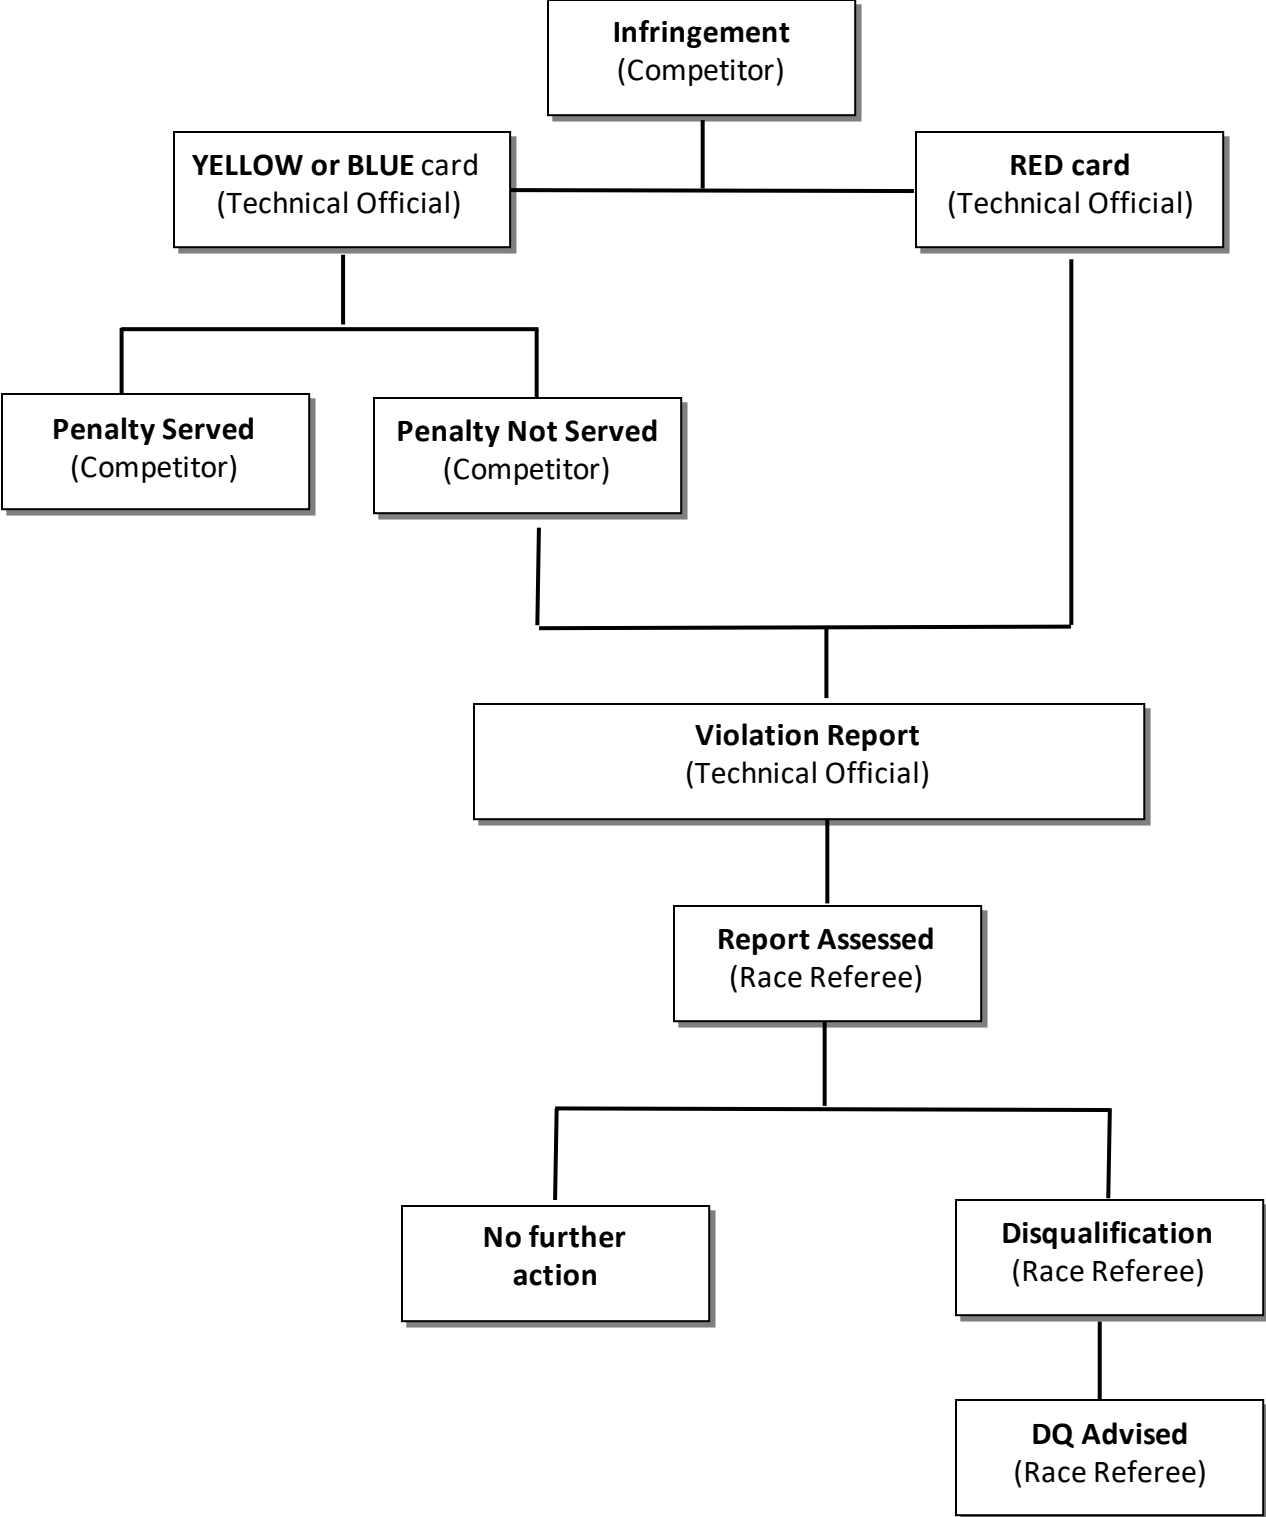 Infringement
(Competitor)
YELLOW or BLUE card
(Technical Official)
RED card
(Technical Official)
Penalty Served
(Competitor)
Penalty Not Served
(Competitor)
Violation Report
(Technical Official)
Report Assessed
(Race Referee)
No further
action
Disqualification
(Race Referee)
DQ Advised
(Race Referee)